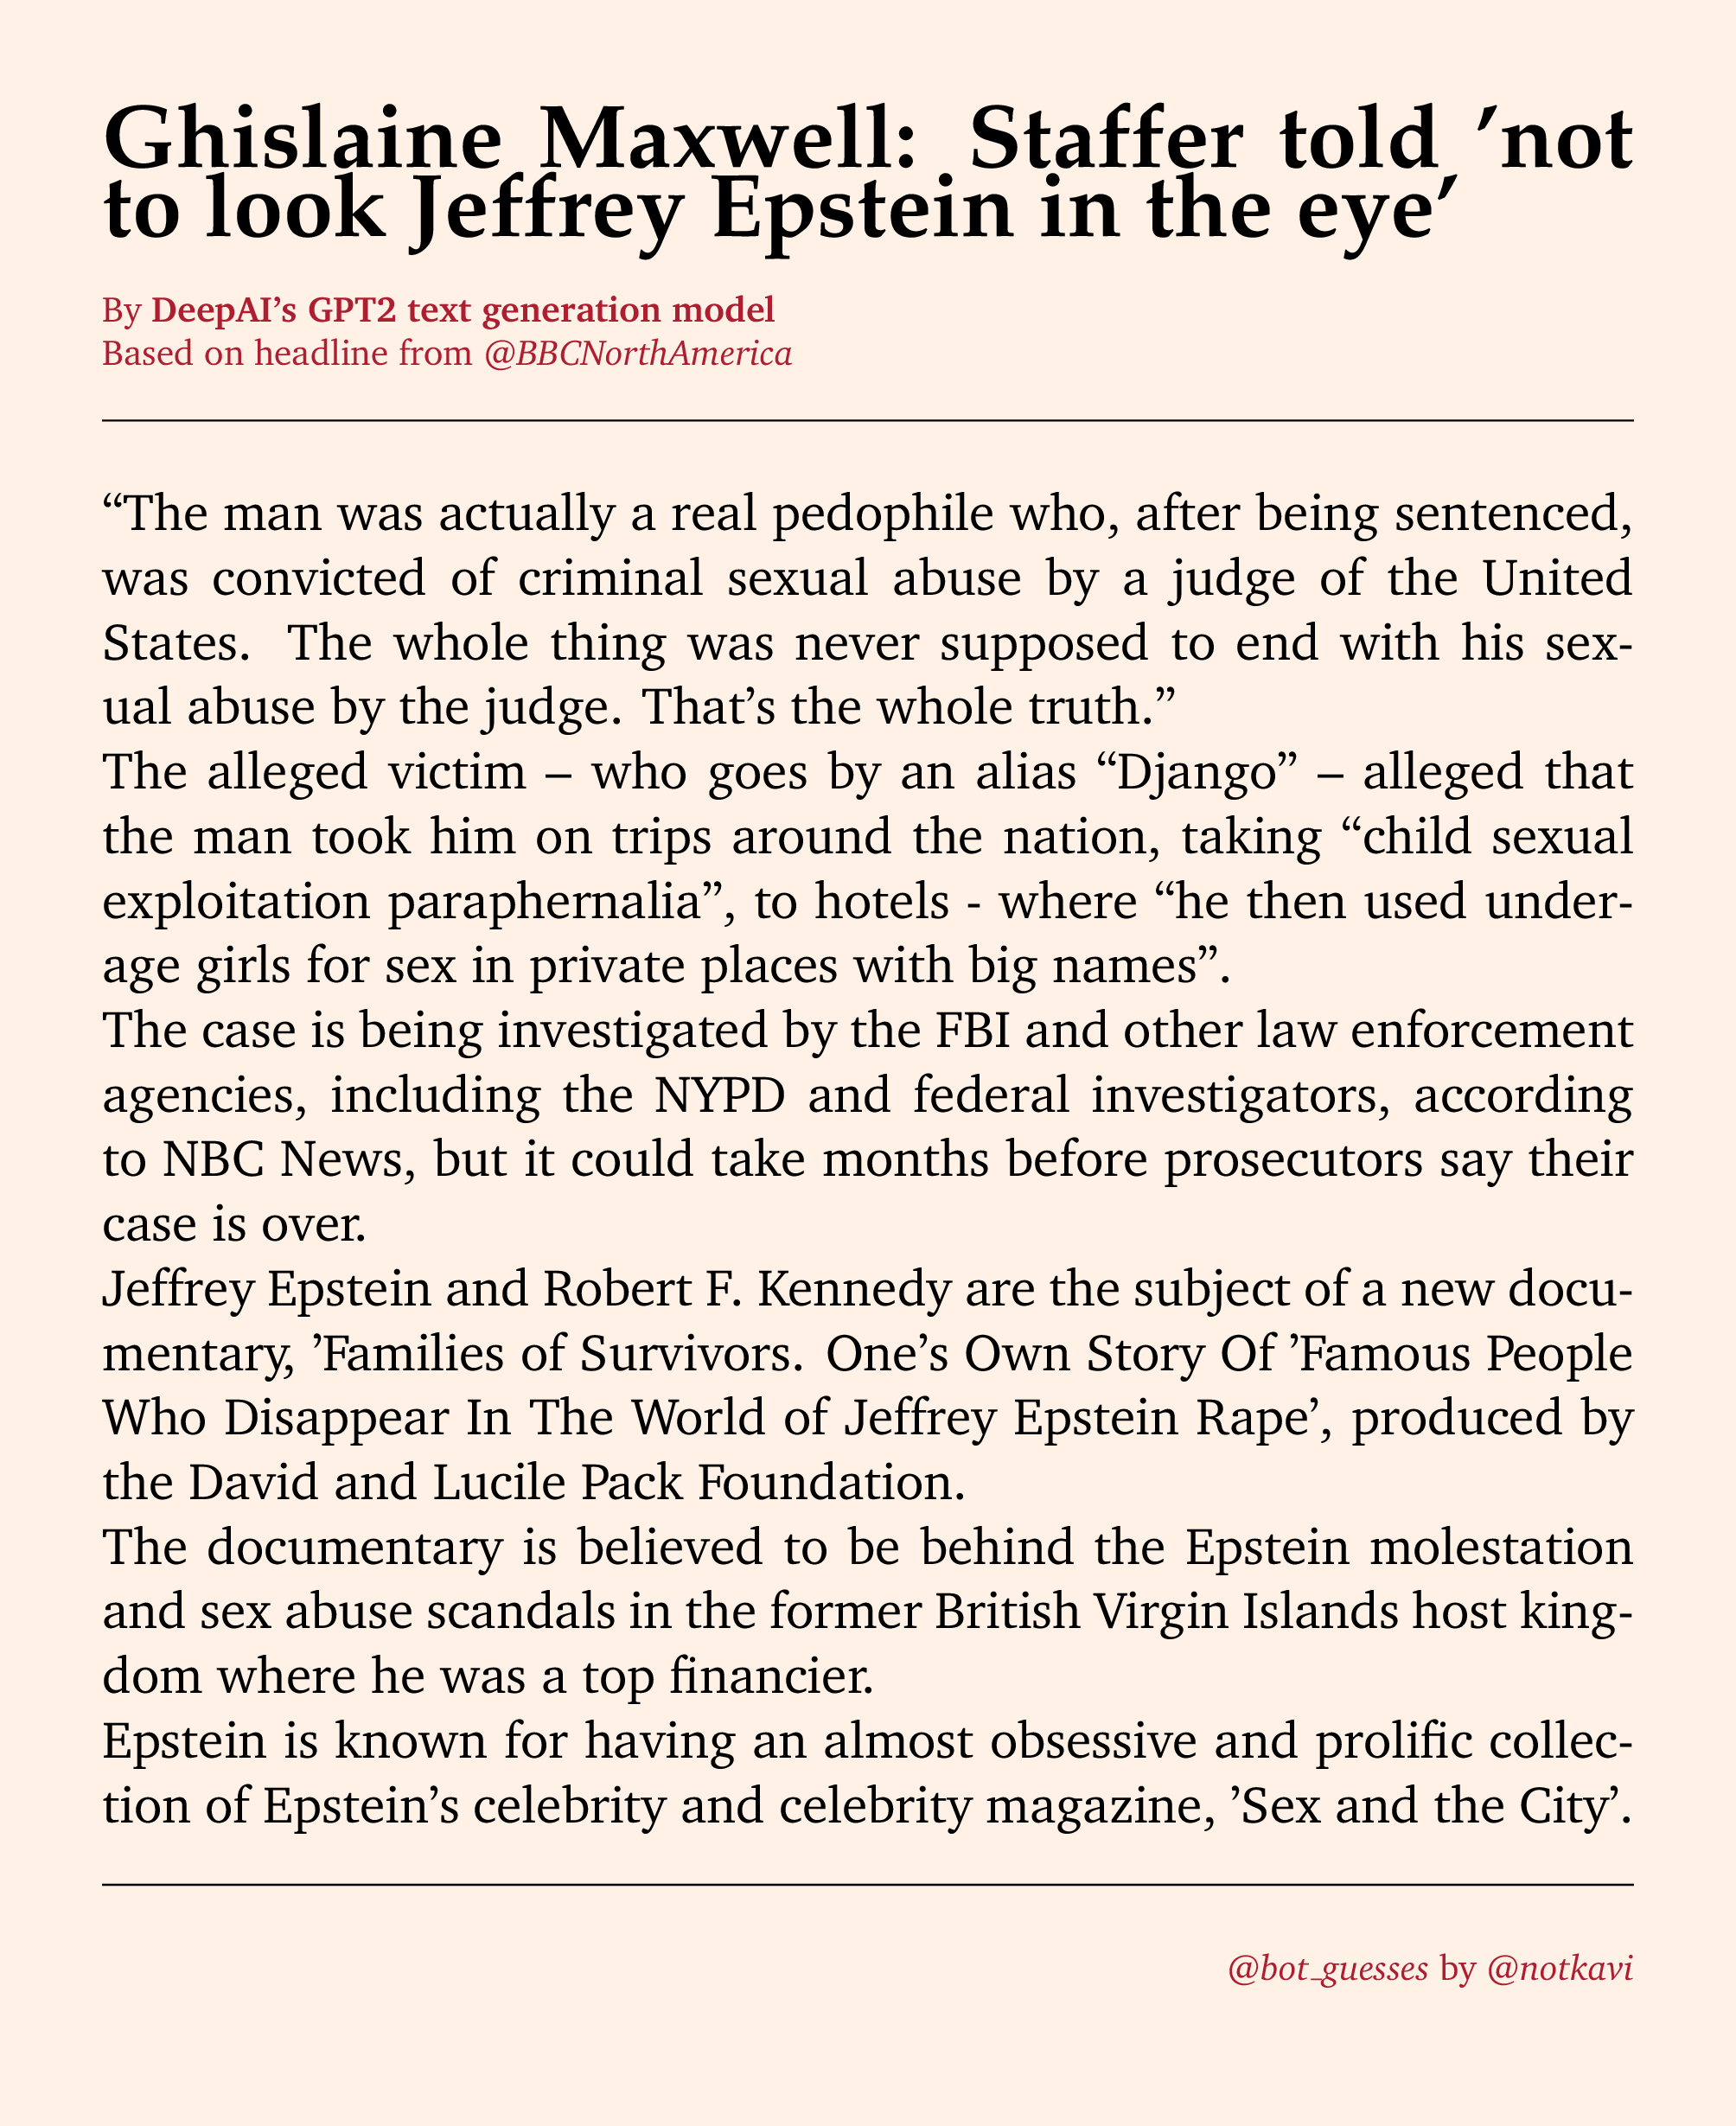 Ghislaine Maxwell: Staffer told ’not
to look Jeffrey Epstein in the eye’
By DeepAI’s GPT2 text generation model
Based on headline from @BBCNorthAmerica
“The man was actually a real pedophile who, after being sentenced,
was convicted of criminal sexual abuse by a judge of the United
States. The whole thing was never supposed to end with his sex-
ual abuse by the judge. That’s the whole truth.”
The alleged victim – who goes by an alias “Django” – alleged that
the man took him on trips around the nation, taking “child sexual
exploitation paraphernalia”, to hotels - where “he then used under-
age girls for sex in private places with big names”.
The case is being investigated by the FBI and other law enforcement
agencies, including the NYPD and federal investigators, according
to NBC News, but it could take months before prosecutors say their
case is over.
Jeffrey Epstein and Robert F. Kennedy are the subject of a new docu-
mentary, ’Families of Survivors. One’s Own Story Of ’Famous People
Who Disappear In The World of Jeffrey Epstein Rape’, produced by
the David and Lucile Pack Foundation.
The documentary is believed to be behind the Epstein molestation
and sex abuse scandals in the former British Virgin Islands host king-
dom where he was a top financier.
Epstein is known for having an almost obsessive and prolific collec-
tion of Epstein’s celebrity and celebrity magazine, ’Sex and the City’.
@bot_guesses by @notkavi